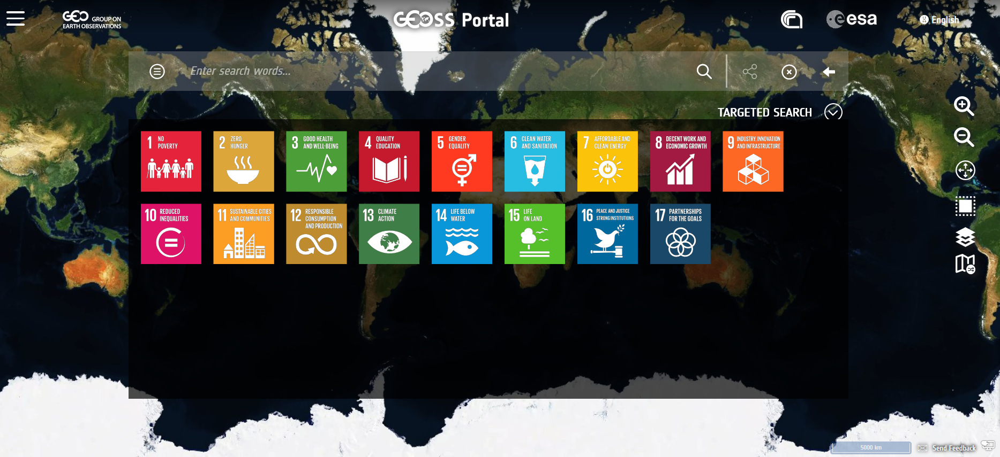 GEO GROUP ON
EARTH OBSERVATIONS
GEOSS Portal
esa
English
Enter search words...
TARGETED SEARCH
1 NO
POVERTY
2 ZERO
HUNGER
3 GOOD HEALTH
AND WELL-BEING
4 QUALITY
EDUCATION
5 GENDER
EQUALITY
6 CLEAN WATER
AND SANITATION
7 AFFORDABLE AND
CLEAN ENERGY
8 DECENT WORK AND
ECONOMIC GROWTH
9 INDUSTRY, INNOVATION
AND INFRASTRUCTURE
10 REDUCED
INEQUALITIES
11 SUSTAINABLE CITIES
AND COMMUNITIES
12 RESPONSIBLE
CONSUMPTION
AND PRODUCTION
13 CLIMATE
ACTION
14 LIFE BELOW
WATER
15 LIFE
ON LAND
16 PEACE AND JUSTICE
STRONG INSTITUTIONS
17 PARTNERSHIPS
FOR THE GOALS
5000 km
Send Feedback